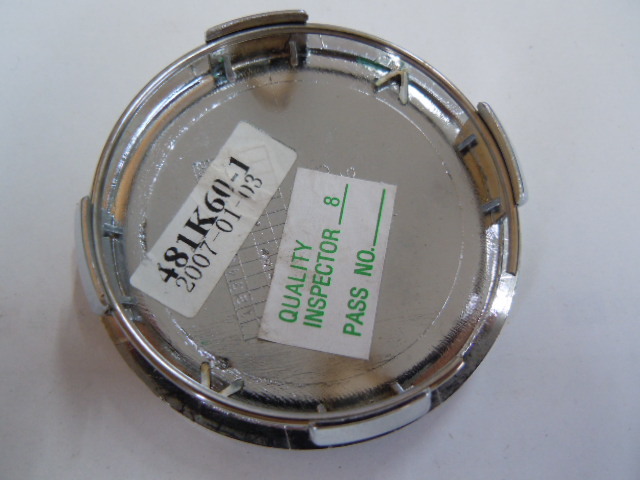 481K60-1
2007-01-03
QUALITY
INSPECTOR 8
PASS NO.